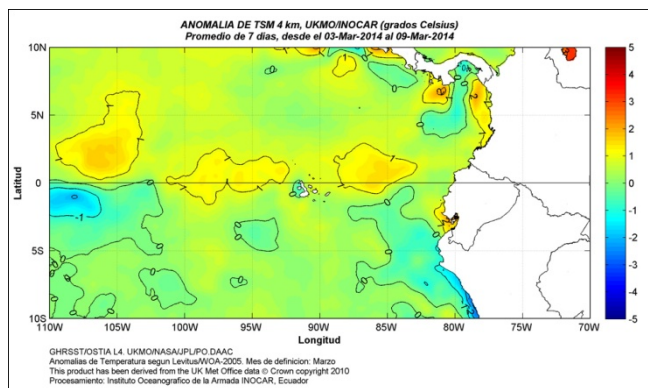 ANOMALIA DE TSM 4 km, UKMO/INOCAR (grados Celsius)
Promedio de 7 dias, desde el 03-Mar-2014 al 09-Mar-2014
10N
5N
0
5S
10S
Latitud
110W 105W 100W 95W 90W 85W 80W 75W 70W
Longitud
5
4
3
2
1
0
-1
-2
-3
-4
-5
GHRSST/OSTIA L4. UKMO/NASA/JPL/PO.DAAC
Anomalias de Temperatura segun Levitus/WOA-2005. Mes de definicion: Marzo
This product has been derived from the UK Met Office data © Crown copyright 2010
Procesamiento: Instituto Oceanografico de la Armada INOCAR, Ecuador